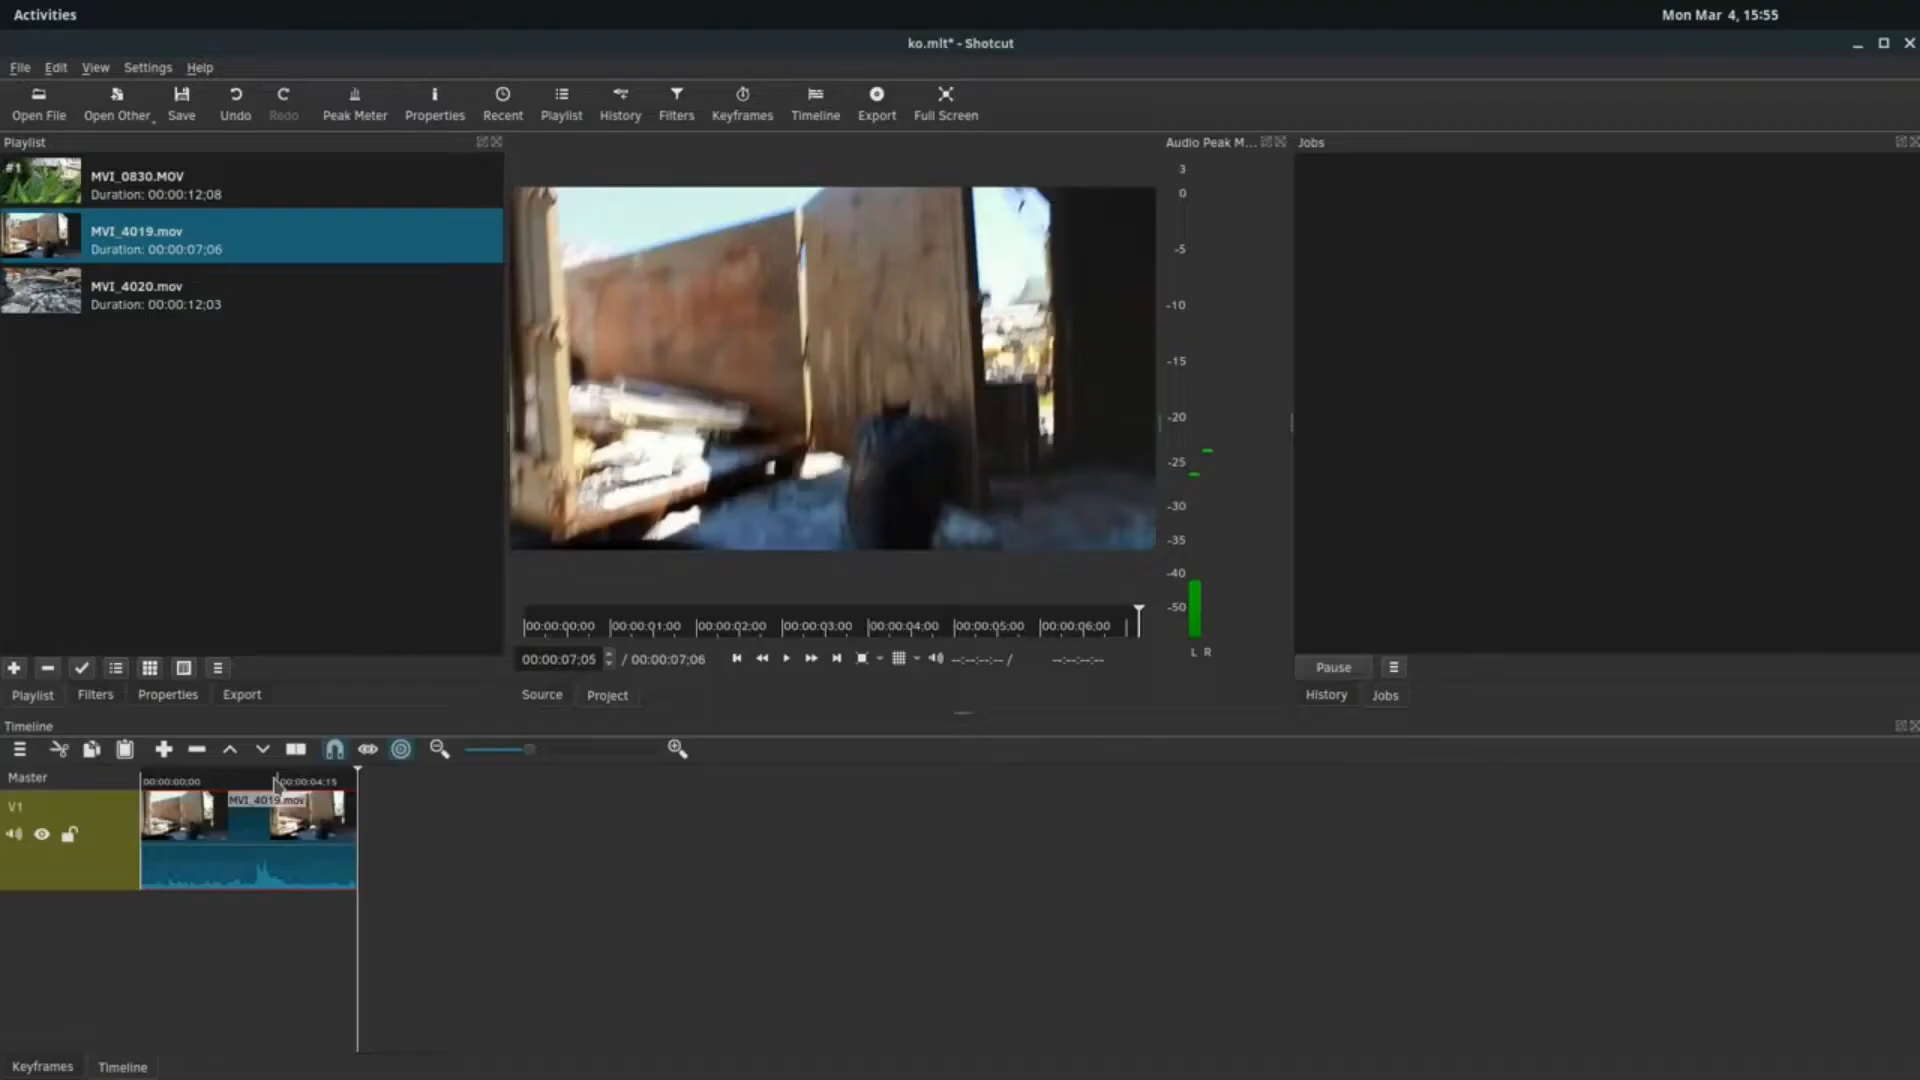 Activities
Mon Mar 4, 15:55
ko.mlt* - Shotcut
File Edit View Settings Help
Open File Open Other Save Undo Redo Peak Meter Properties Recent Playlist History Filters Keyframes Timeline Export Full Screen
Playlist
Audio Peak M...
Jobs
#1
MVI_0830.MOV
Duration: 00:00:12;08
MVI_4019.mov
Duration: 00:00:07;06
MVI_4020.mov
Duration: 00:00:12;03
3
0
-5
-10
-15
-20
-25
-30
-35
-40
-50
L R
00:00:00;00 00:00:01;00 00:00:02;00 00:00:03;00 00:00:04;00 00:00:05;00 00:00:06;00
00:00:07;05 / 00:00:07;06
--:--:--:-- / --:--:--:--
Pause
Playlist Filters Properties Export
Source Project
History Jobs
Timeline
Master
00:00:00;00 00:00:04;15
MVI_4019.mov
V1
Keyframes Timeline